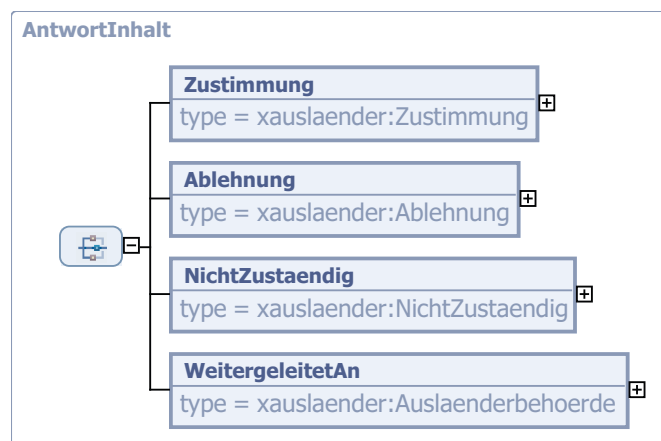 AntwortInhalt
Zustimmung
type = xauslaender:Zustimmung
Ablehnung
type = xauslaender:Ablehnung
NichtZustaendig
type = xauslaender:NichtZustaendig
WeitergeleitetAn
type = xauslaender:Auslaenderbehoerde